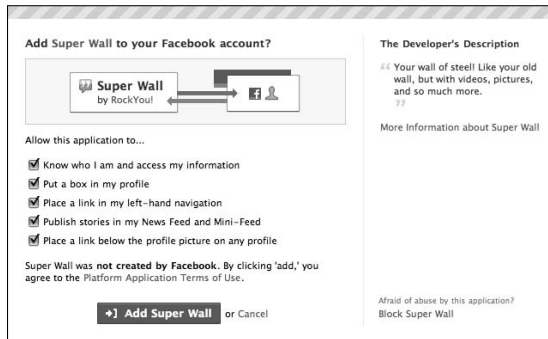 Add Super Wall to your Facebook account?
Super Wall
by RockYou!
f
Allow this application to...
Know who I am and access my information
Put a box in my profile
Place a link in my left-hand navigation
Publish stories in my News Feed and Mini-Feed
Place a link below the profile picture on any profile
Super Wall was not created by Facebook. By clicking 'add,' you
agree to the Platform Application Terms of Use.
Add Super Wall or Cancel
The Developer's Description
“ Your wall of steel! Like your old
wall, but with videos, pictures,
and so much more.
”
More Information about Super Wall
Afraid of abuse by this application?
Block Super Wall